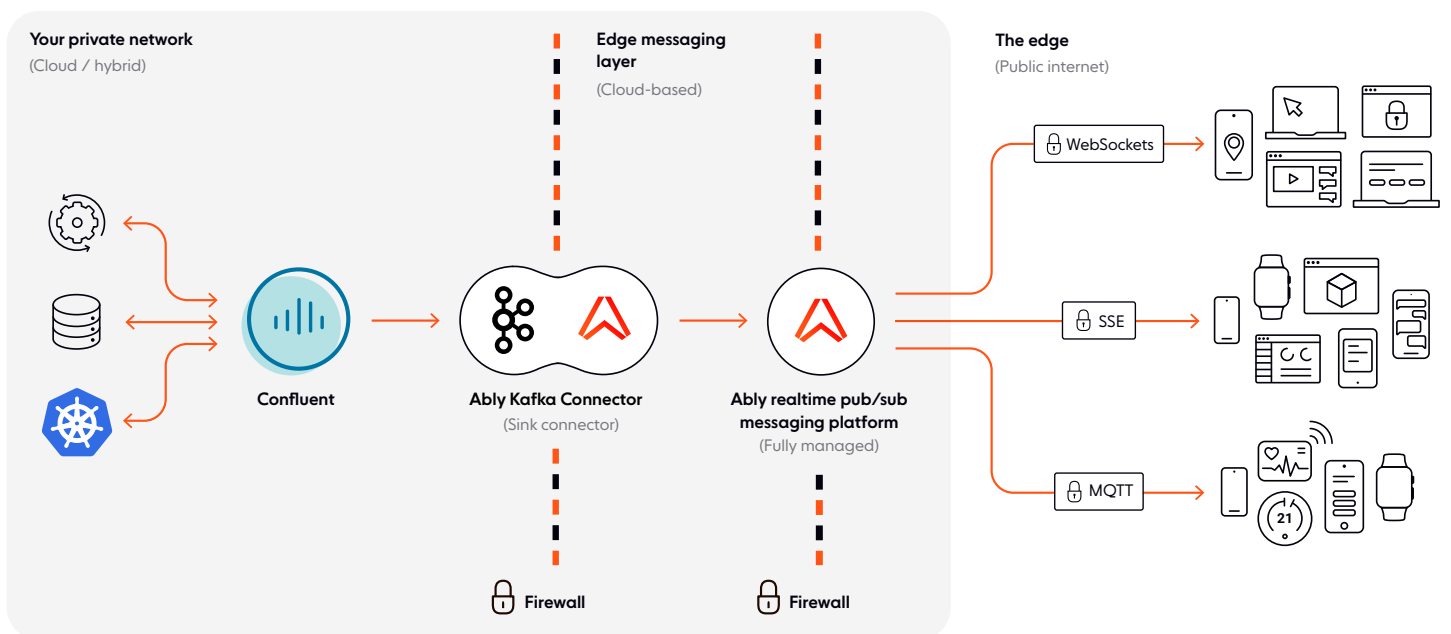 Your private network
(Cloud / hybrid)
Edge messaging
layer
(Cloud-based)
The edge
(Public internet)
WebSockets
SSE
MQTT
21
Confluent
Ably Kafka Connector
(Sink connector)
Ably realtime pub/sub
messaging platform
(Fully managed)
Firewall
Firewall